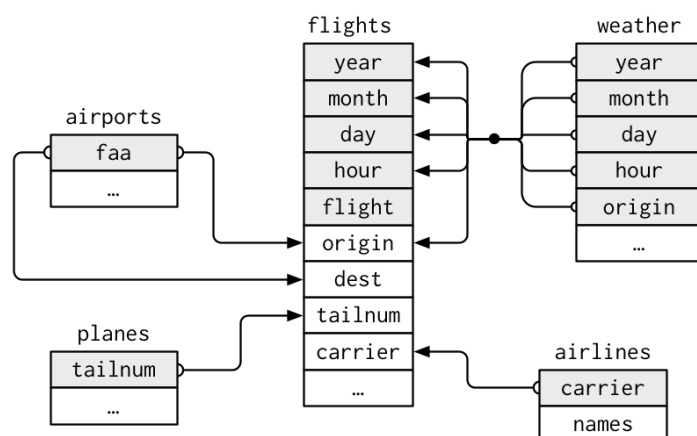 flights
year
month
day
hour
flight
origin
dest
tailnum
carrier
…
weather
year
month
day
hour
origin
…
airports
faa
…
planes
tailnum
…
airlines
carrier
names